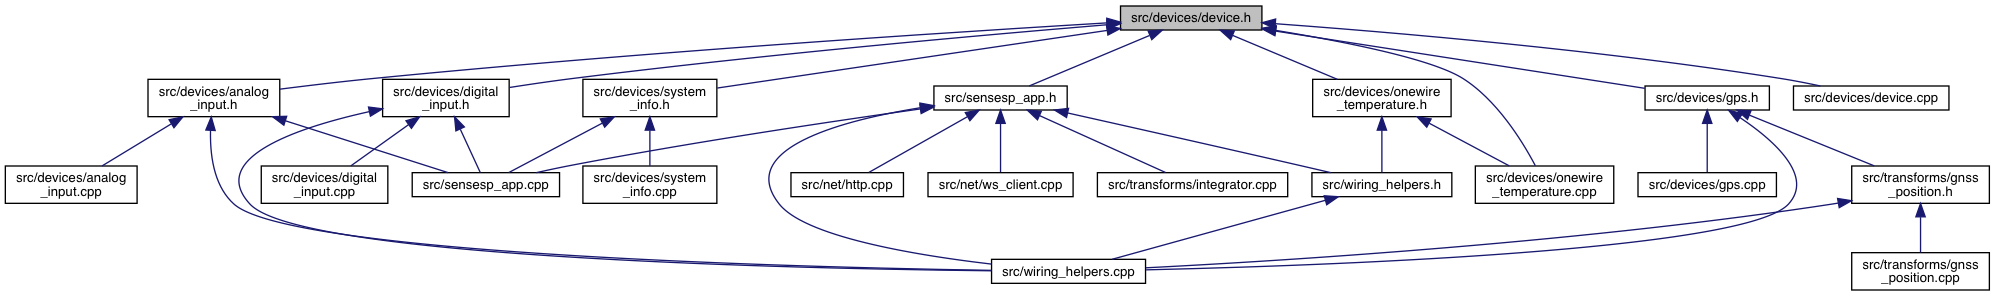 src/devices/device.h
src/devices/analog
_input.h
src/devices/digital
_input.h
src/devices/system
_info.h
src/sensesp_app.h
src/devices/onewire
_temperature.h
src/devices/gps.h
src/devices/device.cpp
src/devices/analog
_input.cpp
src/devices/digital
_input.cpp
src/sensesp_app.cpp
src/devices/system
_info.cpp
src/net/http.cpp
src/net/ws_client.cpp
src/transforms/integrator.cpp
src/wiring_helpers.h
src/devices/onewire
_temperature.cpp
src/devices/gps.cpp
src/transforms/gnss
_position.h
src/wiring_helpers.cpp
src/transforms/gnss
_position.cpp